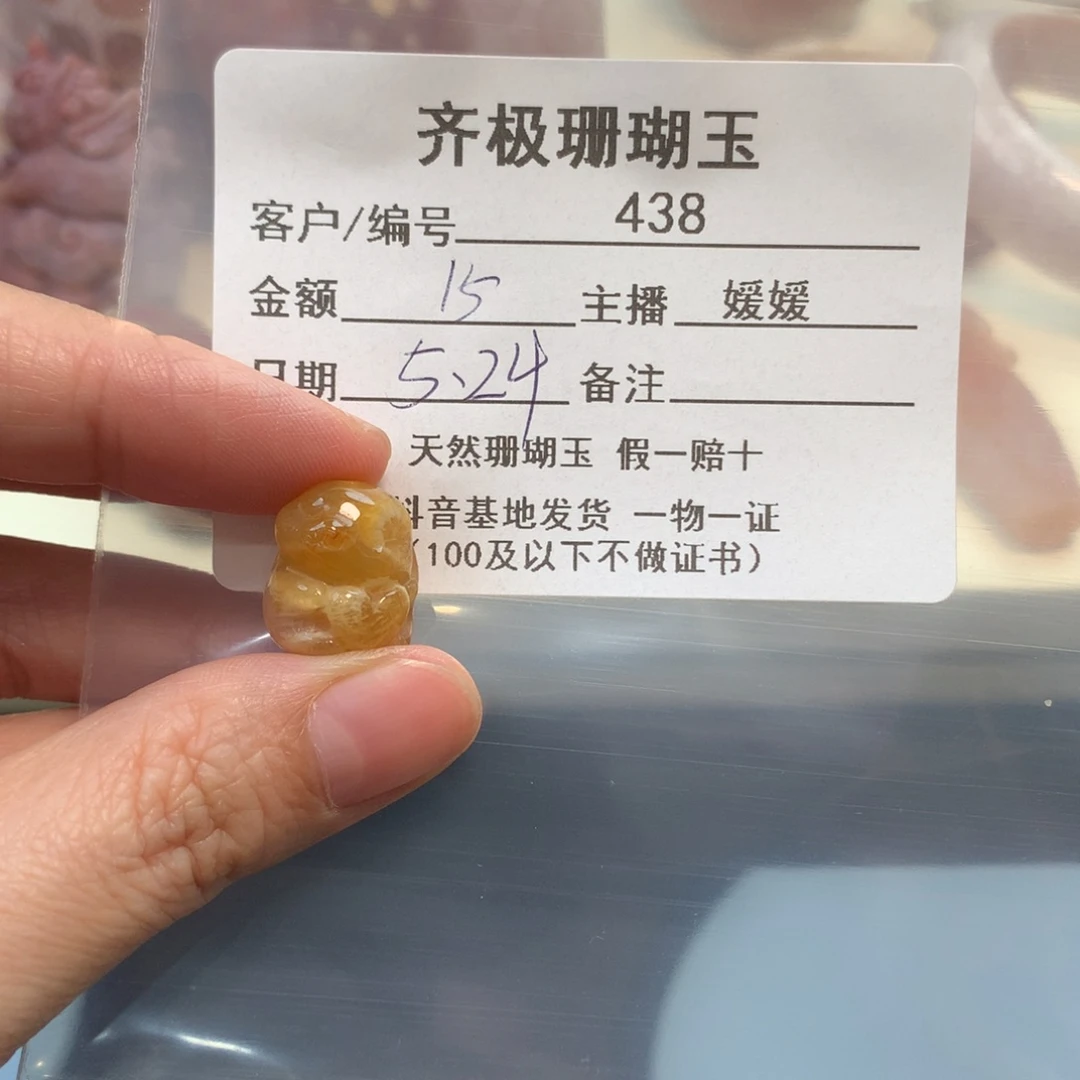 齐极珊瑚玉
客户/编号 438
金额 15 主播 媛媛
日期 5、24 备注
天然珊瑚玉 假一赔十
抖音基地发货 一物一证
(100及以下不做证书)